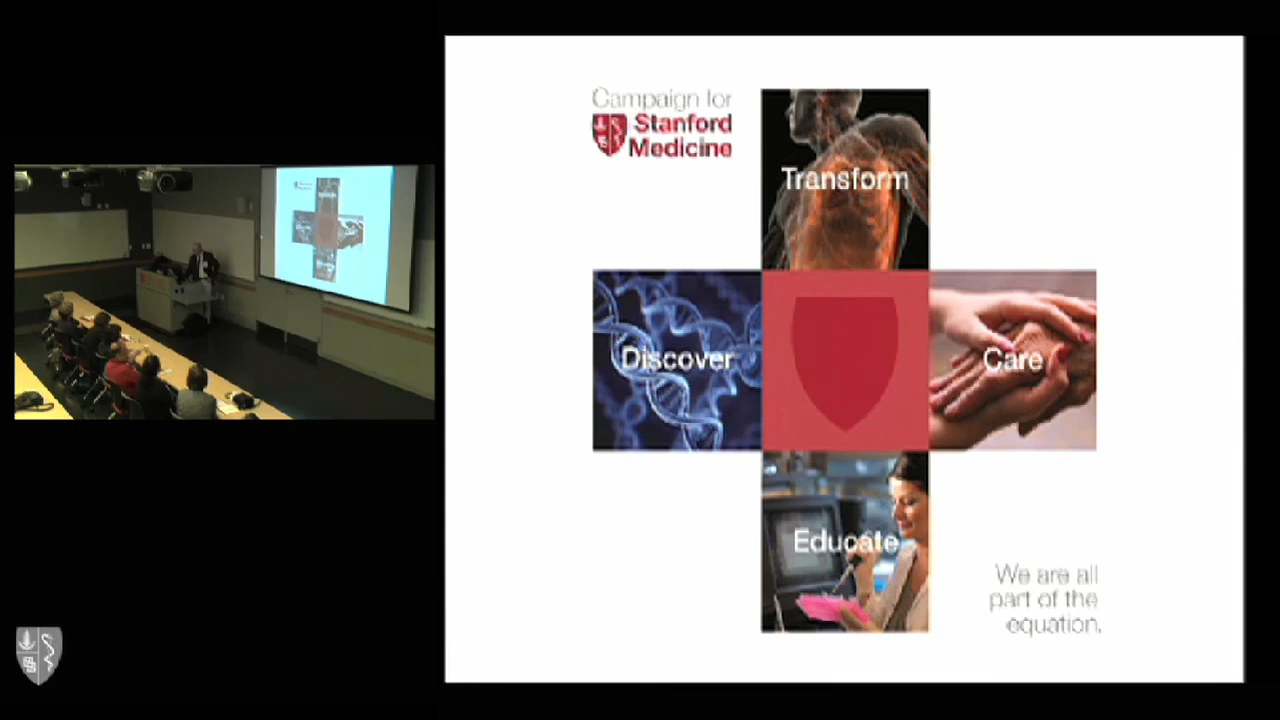 Campaign for
Stanford
Medicine
Transform
Discover
Care
Educate
We are all
part of the
equation.